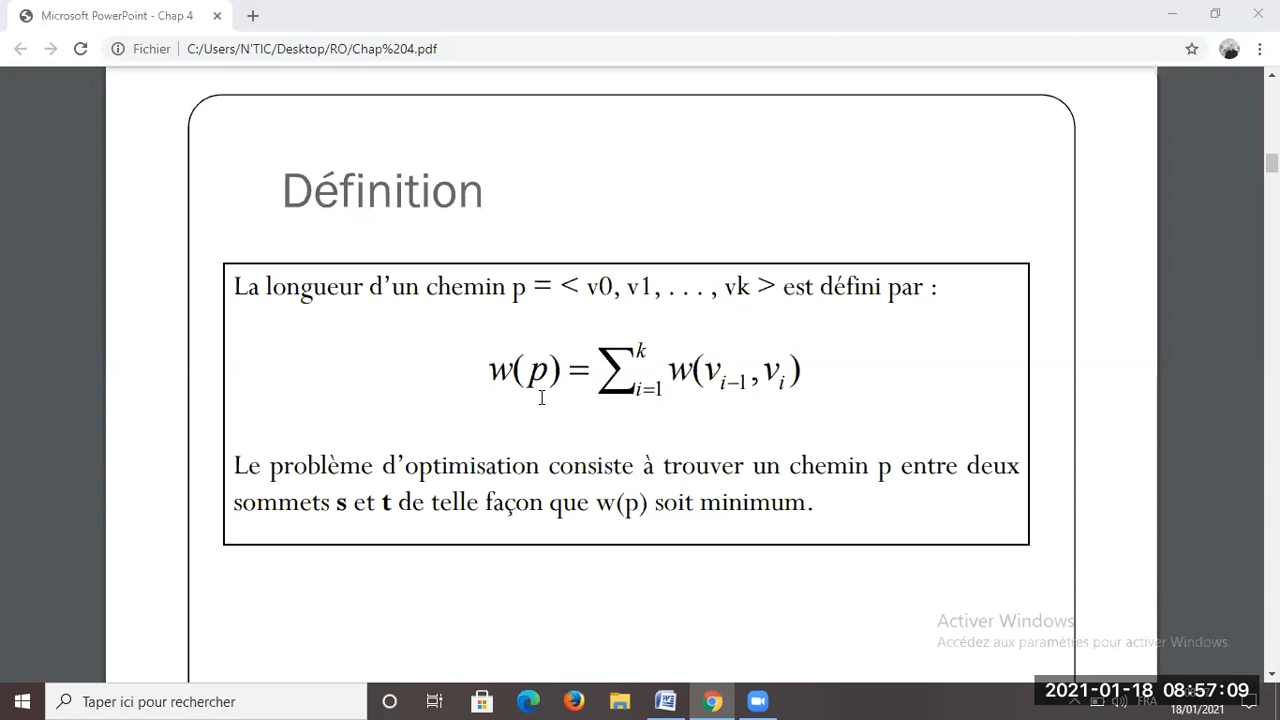 Microsoft PowerPoint - Chap 4
Fichier
C:/Users/N'TIC/Desktop/RO/Chap%204.pdf
Définition
La longueur d'un chemin p = < v0, v1, . . . , vk > est défini par :
w(p) = ∑_{i=1}^{k} w(v_{i-1}, v_i)
Le problème d'optimisation consiste à trouver un chemin p entre deux
sommets s et t de telle façon que w(p) soit minimum.
Activer Windows
Accédez aux paramètres pour activer Windows.
Taper ici pour rechercher
FRA
2021-01-18 08:57:09
18/01/2021